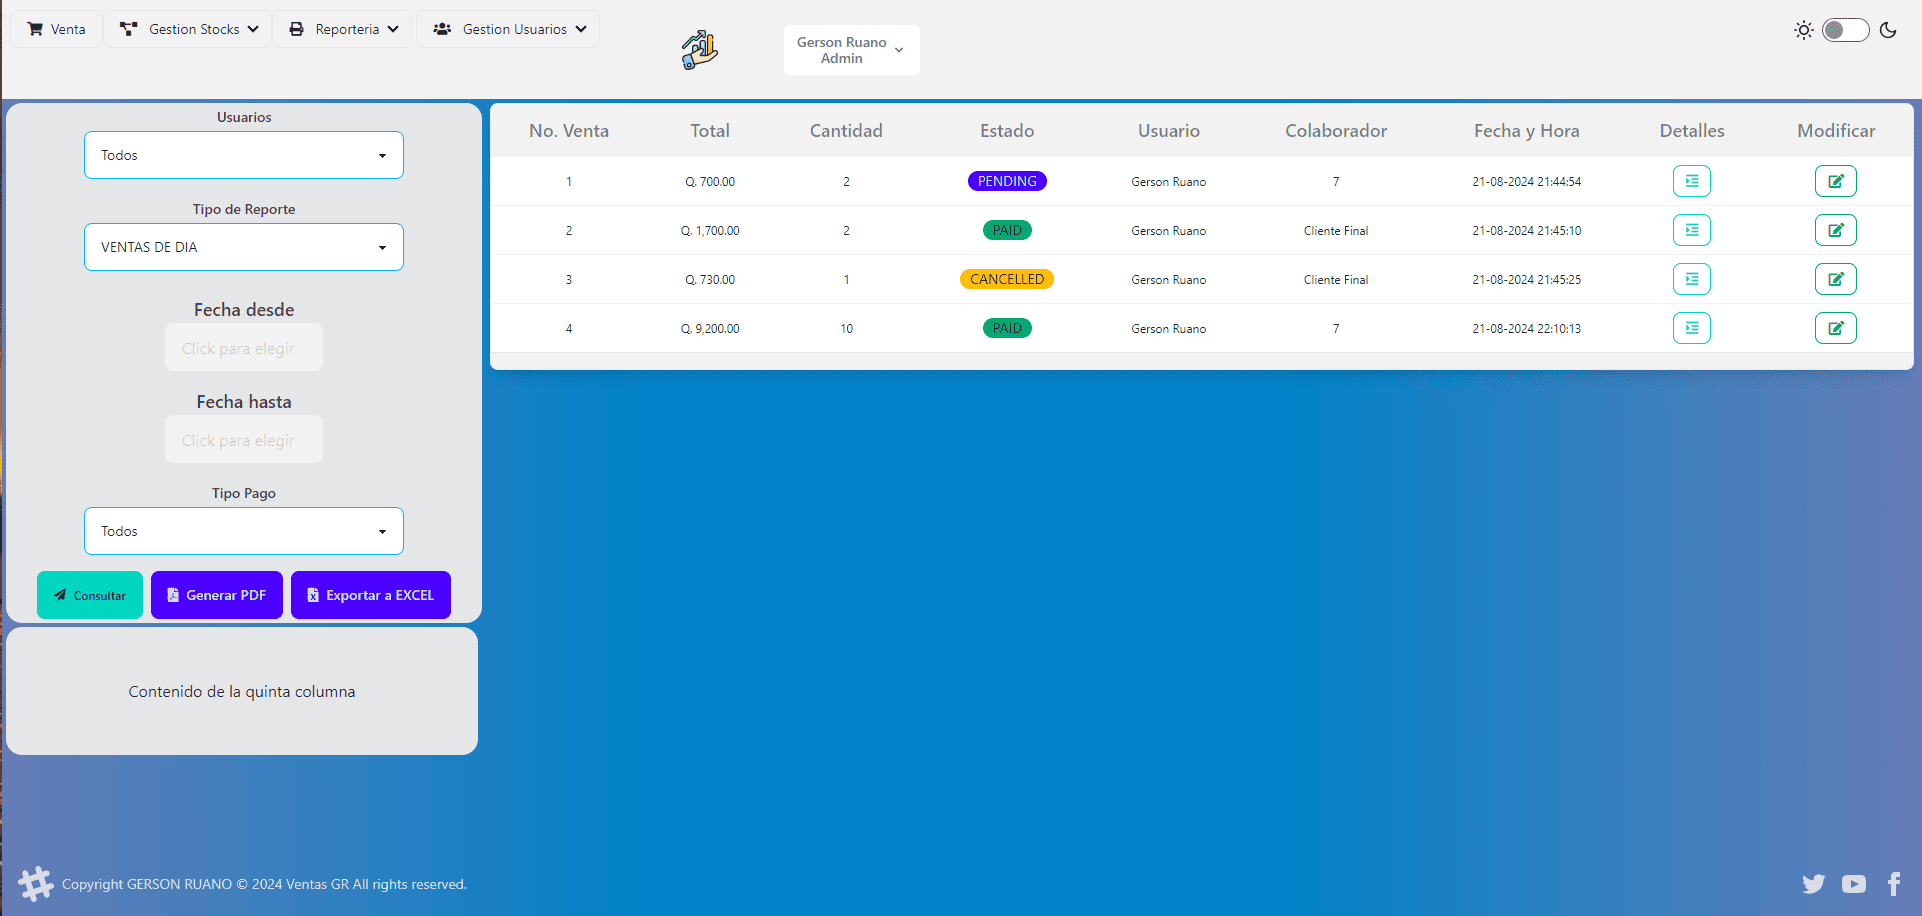 Venta
Gestion Stocks
Reporteria
Gestion Usuarios
Gerson Ruano
Admin
Usuarios
Todos
Tipo de Reporte
VENTAS DE DIA
Fecha desde
Click para elegir
Fecha hasta
Click para elegir
Tipo Pago
Todos
Consultar
Generar PDF
Exportar a EXCEL
Contenido de la quinta columna
No. Venta Total Cantidad Estado Usuario Colaborador Fecha y Hora Detalles Modificar
1 Q. 700.00 2 PENDING Gerson Ruano 7 21-08-2024 21:44:54
2 Q. 1,700.00 2 PAID Gerson Ruano Cliente Final 21-08-2024 21:45:10
3 Q. 730.00 1 CANCELLED Gerson Ruano Cliente Final 21-08-2024 21:45:25
4 Q. 9,200.00 10 PAID Gerson Ruano 7 21-08-2024 22:10:13
Copyright GERSON RUANO © 2024 Ventas GR All rights reserved.